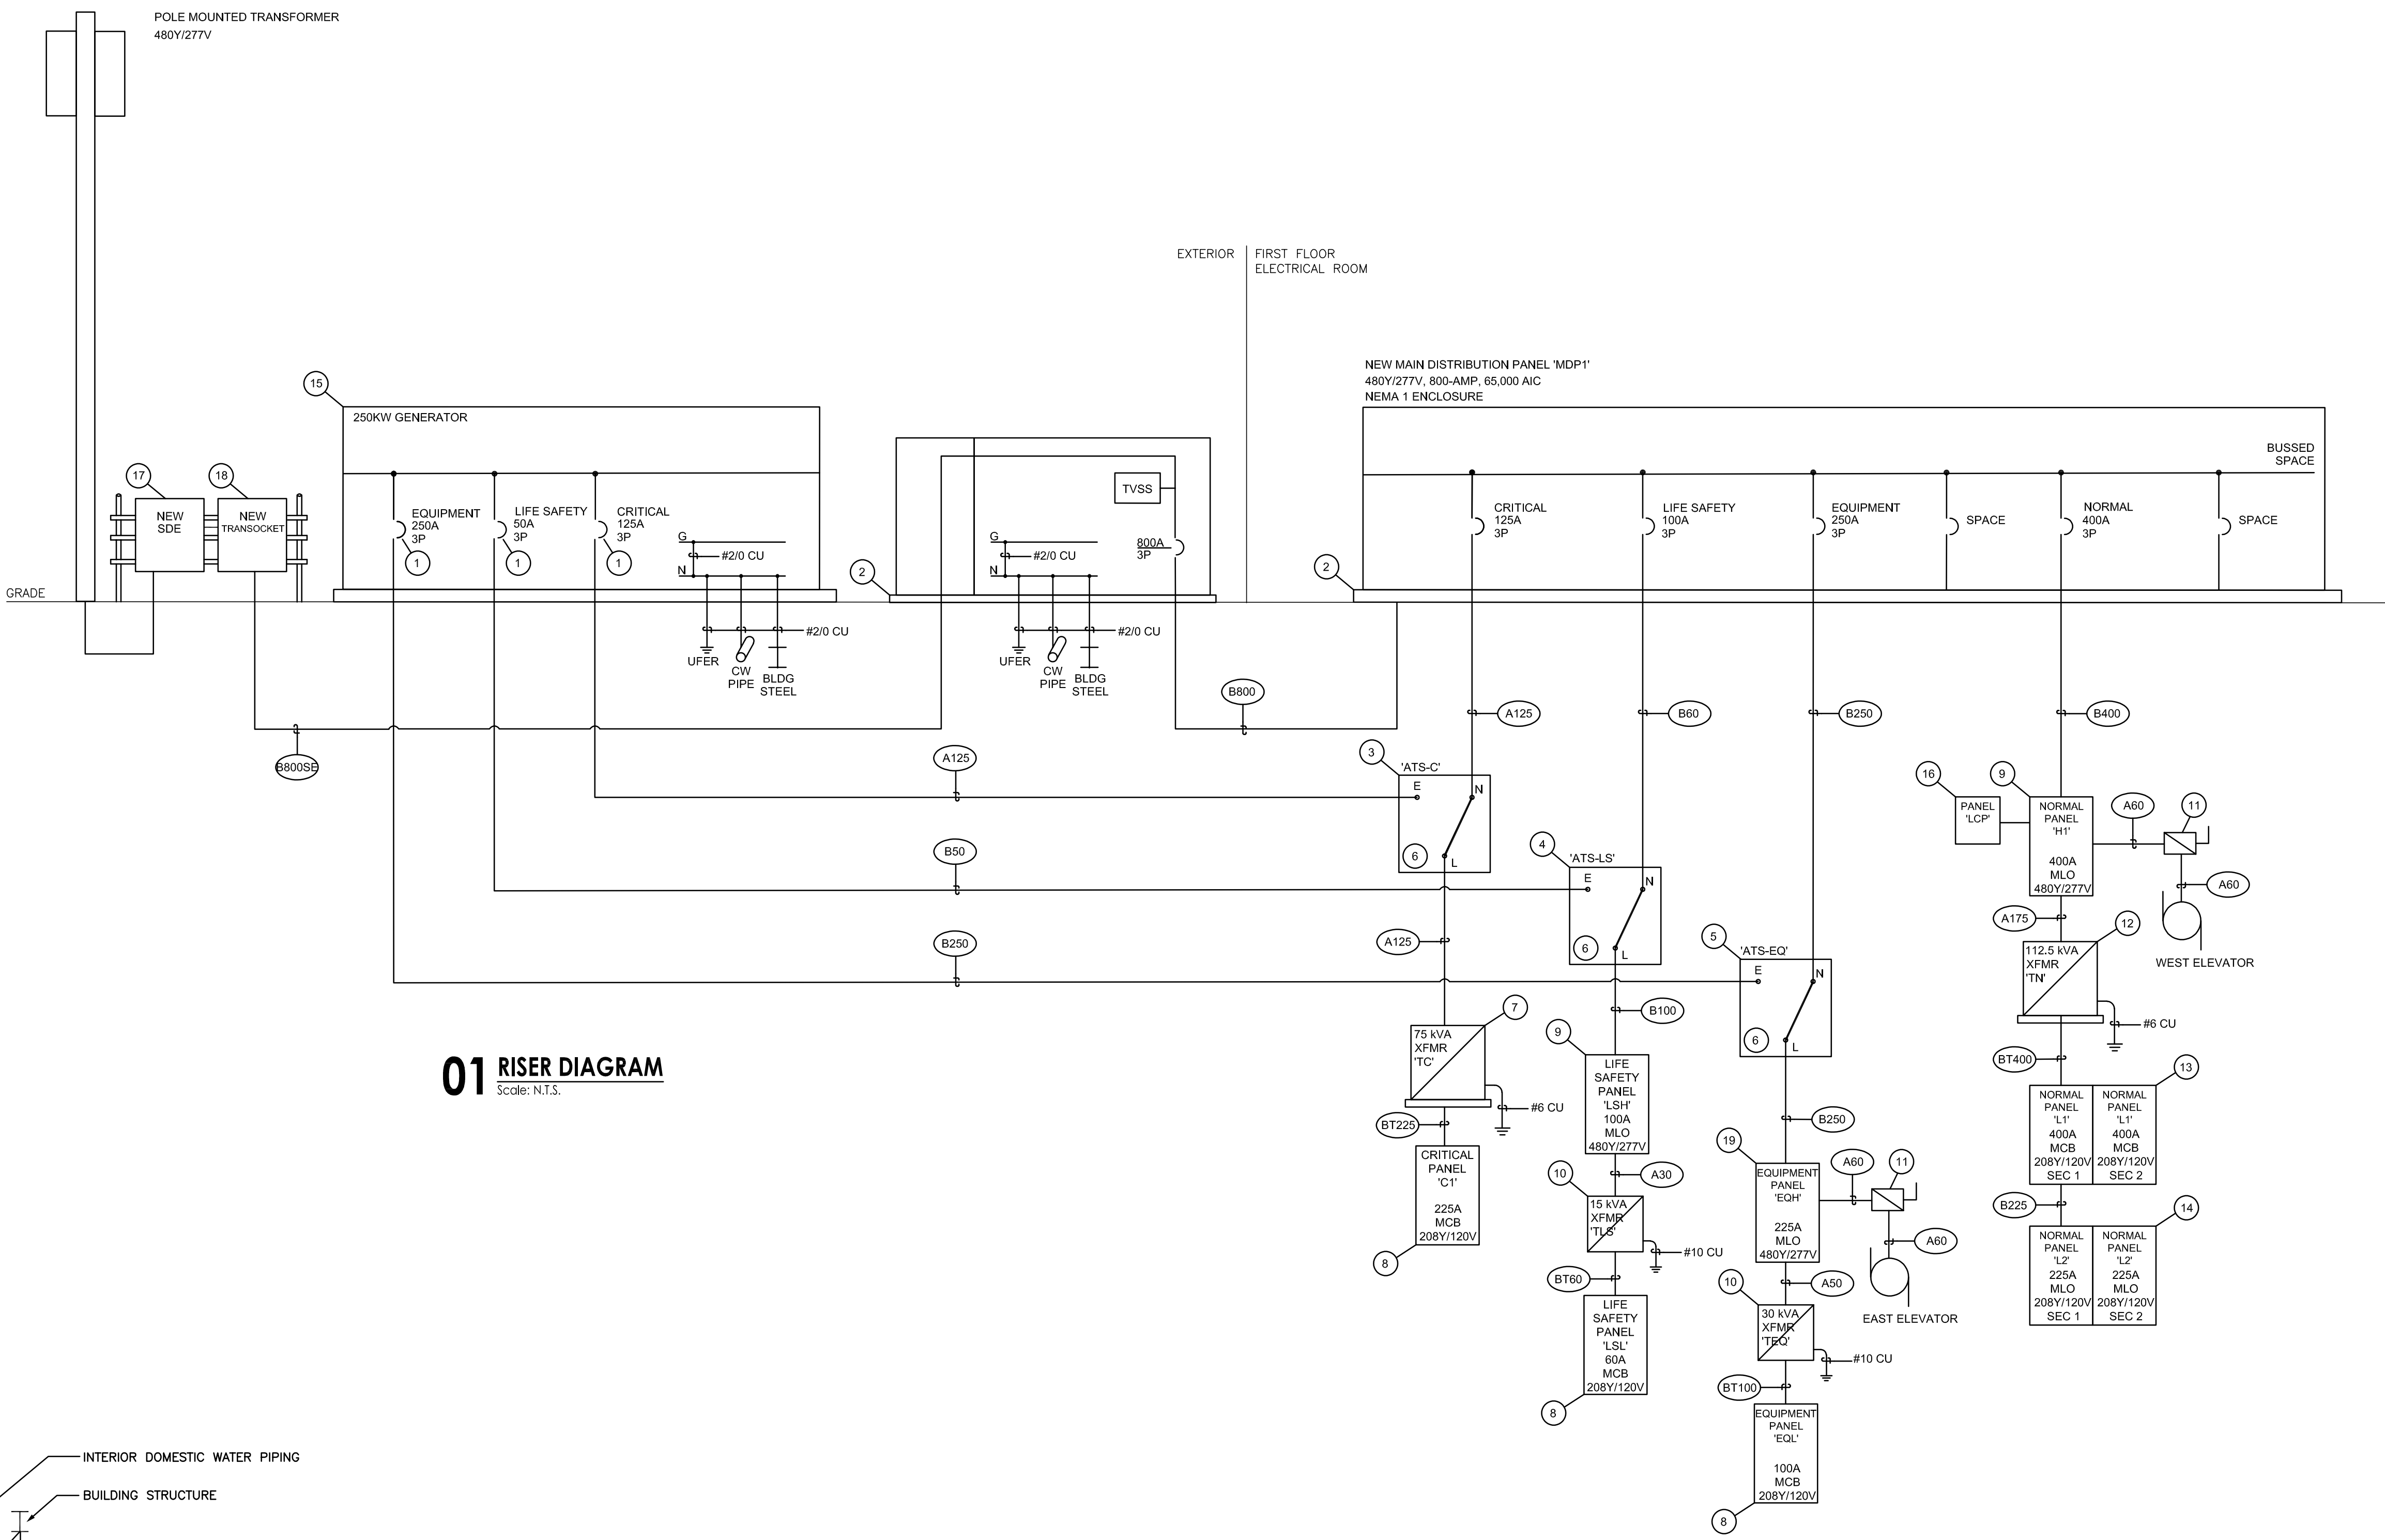 POLE MOUNTED TRANSFORMER
480Y/277V
EXTERIOR
FIRST FLOOR
ELECTRICAL ROOM
NEW MAIN DISTRIBUTION PANEL 'MDP1'
480Y/277V, 800-AMP, 65,000 AIC
NEMA 1 ENCLOSURE
15
250KW GENERATOR
BUSSED
SPACE
17
18
NEW
SDE
NEW
TRANSOCKET
EQUIPMENT
250A
3P
1
LIFE SAFETY
50A
3P
1
CRITICAL
125A
3P
1
G
#2/0 CU
N
2
TVSS
G
#2/0 CU
N
800A
3P
2
CRITICAL
125A
3P
LIFE SAFETY
100A
3P
EQUIPMENT
250A
3P
SPACE
NORMAL
400A
3P
SPACE
GRADE
#2/0 CU
UFER
CW
PIPE
BLDG
STEEL
#2/0 CU
UFER
CW
PIPE
BLDG
STEEL
B800
A125
B60
B250
B400
B800SE
A125
3
'ATS-C'
E
N
6
L
B50
4
'ATS-LS'
E
N
6
L
B250
A125
5
'ATS-EQ'
E
N
6
L
16
PANEL
'LCP'
9
NORMAL
PANEL
'H1'
400A
MLO
480Y/277V
A60
11
A60
WEST ELEVATOR
A175
12
112.5 kVA
XFMR
'TN'
#6 CU
BT400
13
NORMAL
PANEL
'L1'
400A
MCB
208Y/120V
SEC 1
NORMAL
PANEL
'L1'
400A
MCB
208Y/120V
SEC 2
B225
14
NORMAL
PANEL
'L2'
225A
MLO
208Y/120V
SEC 1
NORMAL
PANEL
'L2'
225A
MLO
208Y/120V
SEC 2
7
75 kVA
XFMR
'TC'
#6 CU
BT225
CRITICAL
PANEL
'C1'
225A
MCB
208Y/120V
8
B100
9
LIFE
SAFETY
PANEL
'LSH'
100A
MLO
480Y/277V
10
A30
15 kVA
XFMR
'TLS'
#10 CU
BT60
LIFE
SAFETY
PANEL
'LSL'
60A
MCB
208Y/120V
8
B250
19
EQUIPMENT
PANEL
'EQH'
225A
MLO
480Y/277V
A60
11
A60
EAST ELEVATOR
10
A50
30 kVA
XFMR
'TEQ'
#10 CU
BT100
EQUIPMENT
PANEL
'EQL'
100A
MCB
208Y/120V
8
01 RISER DIAGRAM
Scale: N.T.S.
INTERIOR DOMESTIC WATER PIPING
BUILDING STRUCTURE